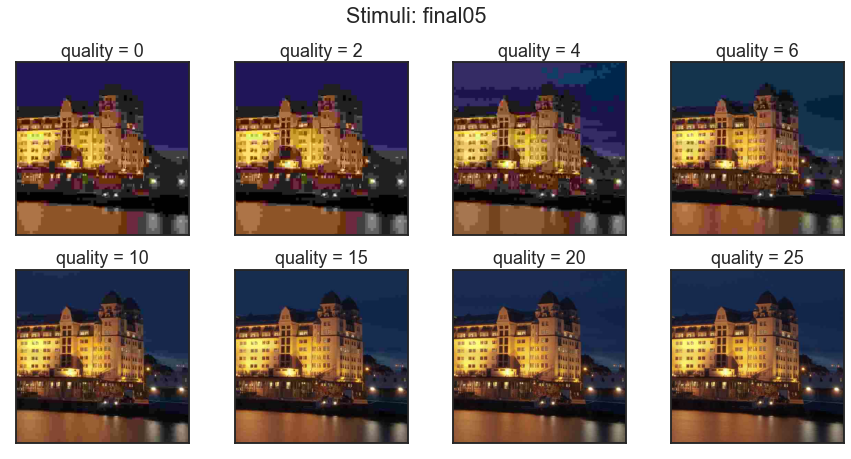 Stimuli: final05
quality = 0
quality = 2
quality = 4
quality = 6
quality = 10
quality = 15
quality = 20
quality = 25